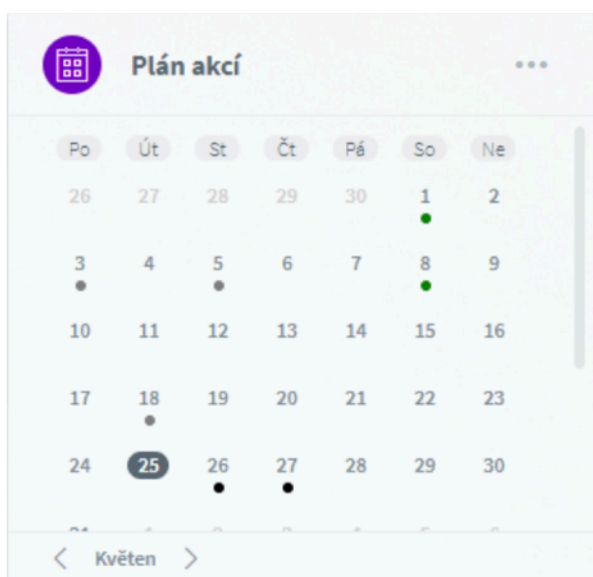 Plán akcí
Po Út St Čt Pá So Ne
26 27 28 29 30 1 2
3 4 5 6 7 8 9
10 11 12 13 14 15 16
17 18 19 20 21 22 23
24 25 26 27 28 29 30
Květen